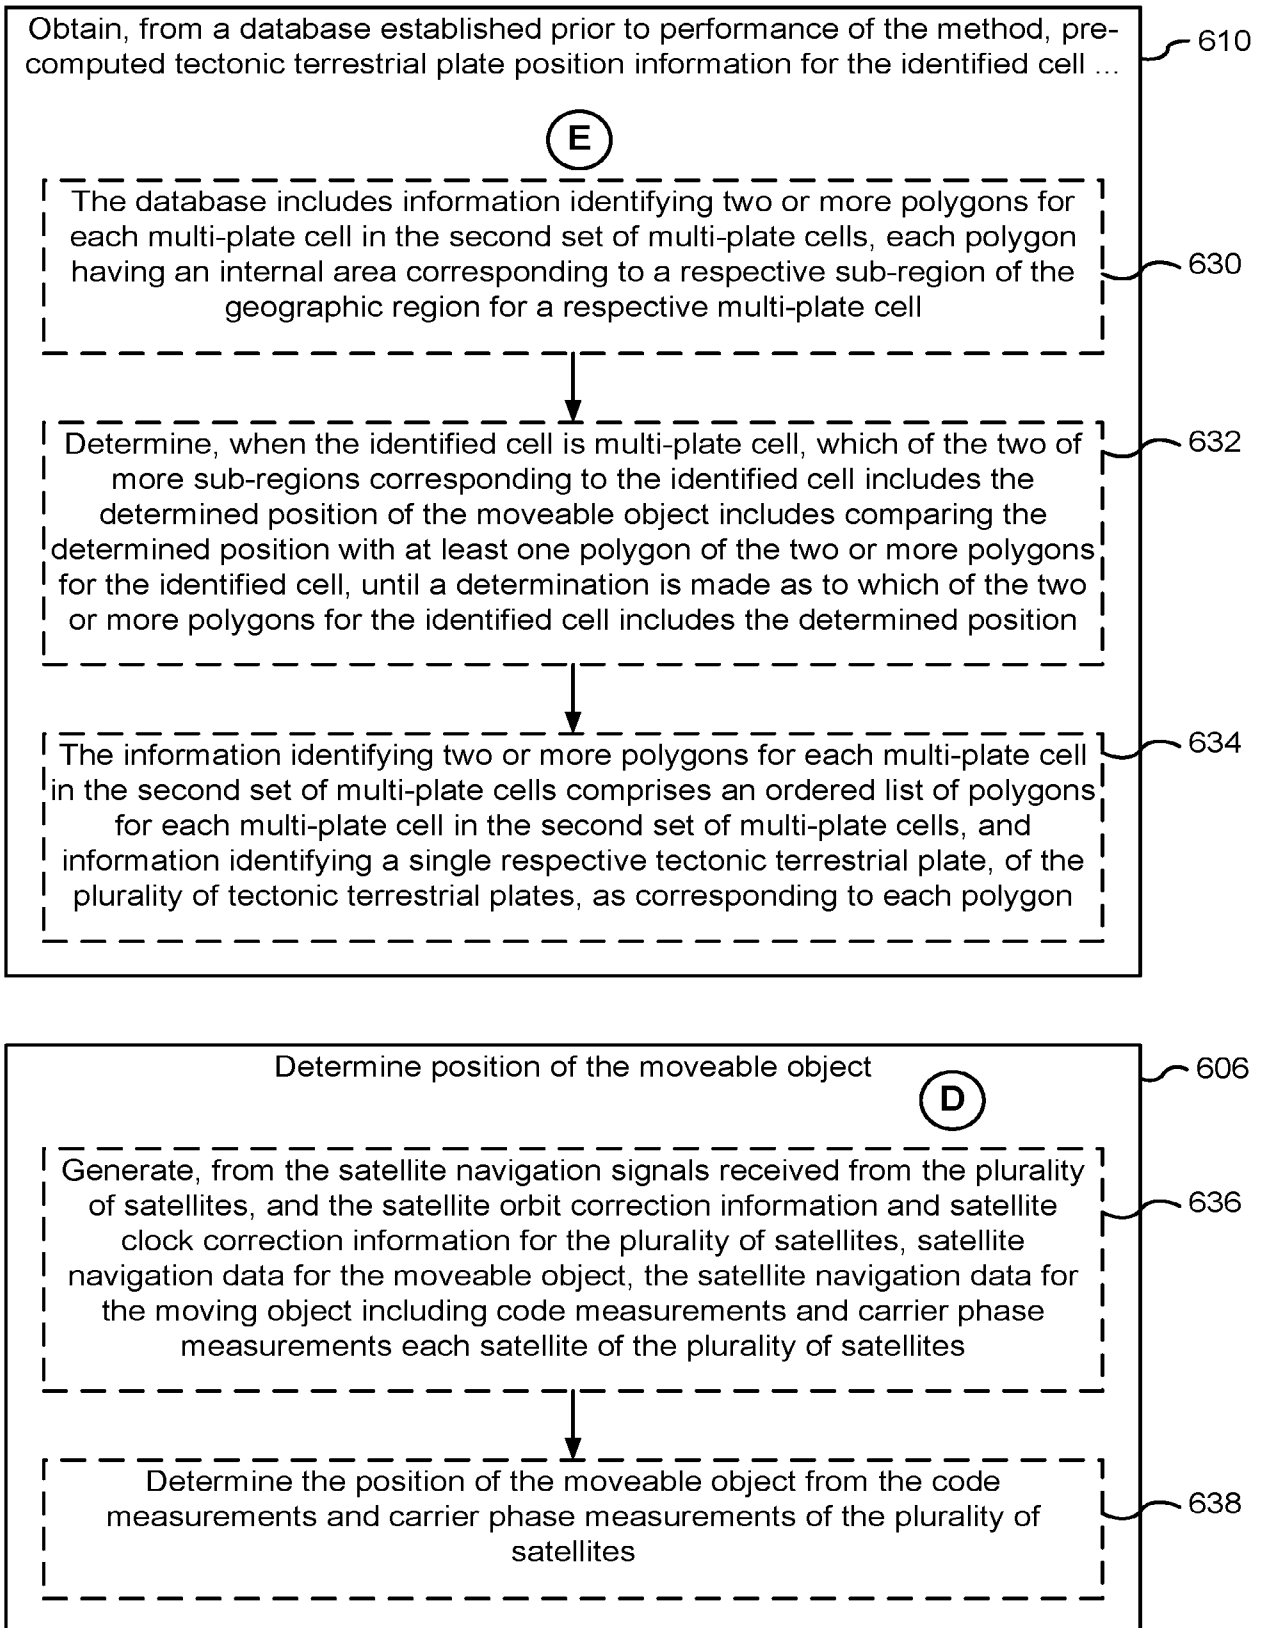 Obtain, from a database established prior to performance of the method, pre-
computed tectonic terrestrial plate position information for the identified cell ...
610
E
The database includes information identifying two or more polygons for
each multi-plate cell in the second set of multi-plate cells, each polygon
having an internal area corresponding to a respective sub-region of the
geographic region for a respective multi-plate cell
630
Determine, when the identified cell is multi-plate cell, which of the two of
more sub-regions corresponding to the identified cell includes the
determined position of the moveable object includes comparing the
determined position with at least one polygon of the two or more polygons
for the identified cell, until a determination is made as to which of the two
or more polygons for the identified cell includes the determined position
632
The information identifying two or more polygons for each multi-plate cell
in the second set of multi-plate cells comprises an ordered list of polygons
for each multi-plate cell in the second set of multi-plate cells, and
information identifying a single respective tectonic terrestrial plate, of the
plurality of tectonic terrestrial plates, as corresponding to each polygon
634
Determine position of the moveable object
606
D
Generate, from the satellite navigation signals received from the plurality
of satellites, and the satellite orbit correction information and satellite
clock correction information for the plurality of satellites, satellite
navigation data for the moveable object, the satellite navigation data for
the moving object including code measurements and carrier phase
measurements each satellite of the plurality of satellites
636
Determine the position of the moveable object from the code
measurements and carrier phase measurements of the plurality of
satellites
638